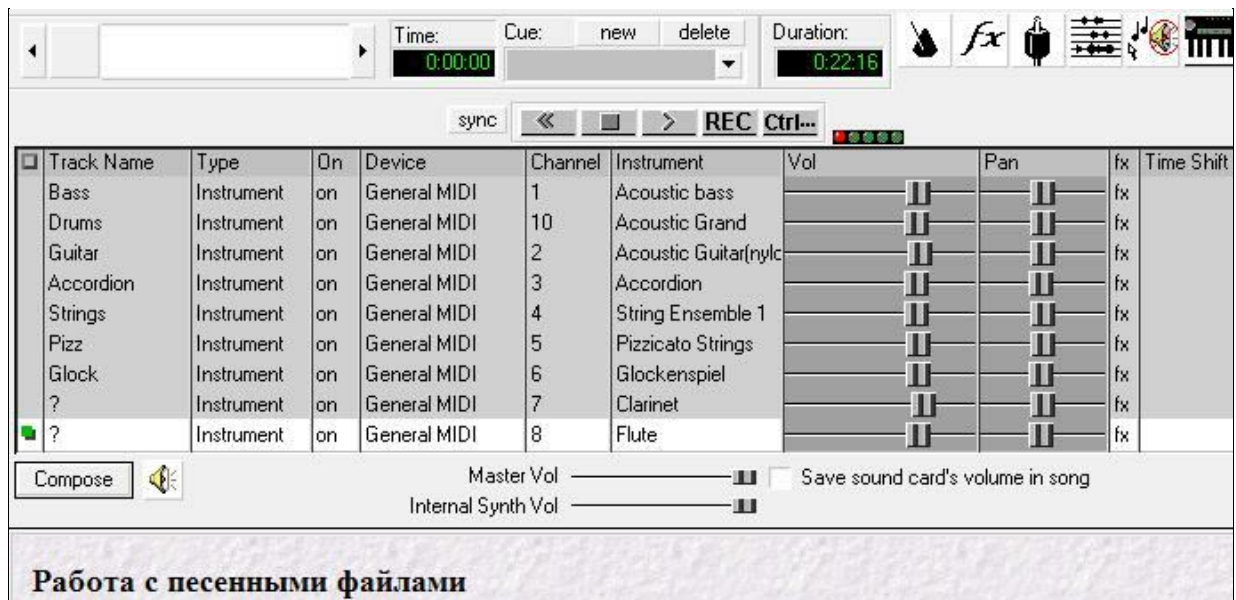 Time: Cue: new delete Duration:
0:00:00 0:22:16
fx
sync REC Ctrl...
Track Name Type On Device Channel Instrument Vol Pan fx Time Shift
Bass Instrument on General MIDI 1 Acoustic bass fx
Drums Instrument on General MIDI 10 Acoustic Grand fx
Guitar Instrument on General MIDI 2 Acoustic Guitar(nylc fx
Accordion Instrument on General MIDI 3 Accordion fx
Strings Instrument on General MIDI 4 String Ensemble 1 fx
Pizz Instrument on General MIDI 5 Pizzicato Strings fx
Glock Instrument on General MIDI 6 Glockenspiel fx
? Instrument on General MIDI 7 Clarinet fx
? Instrument on General MIDI 8 Flute fx
Compose Master Vol Save sound card's volume in song
Internal Synth Vol
Работа с песенными файлами